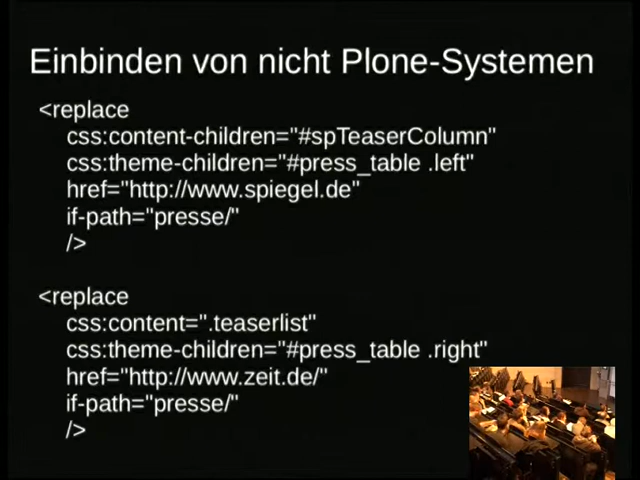 Einbinden von nicht Plone-Systemen
<replace
css:content-children="#spTeaserColumn"
css:theme-children="#press_table .left"
href="http://www.spiegel.de"
if-path="presse/"
/>
<replace
css:content=".teaserlist"
css:theme-children="#press_table .right"
href="http://www.zeit.de/"
if-path="presse/"
/>